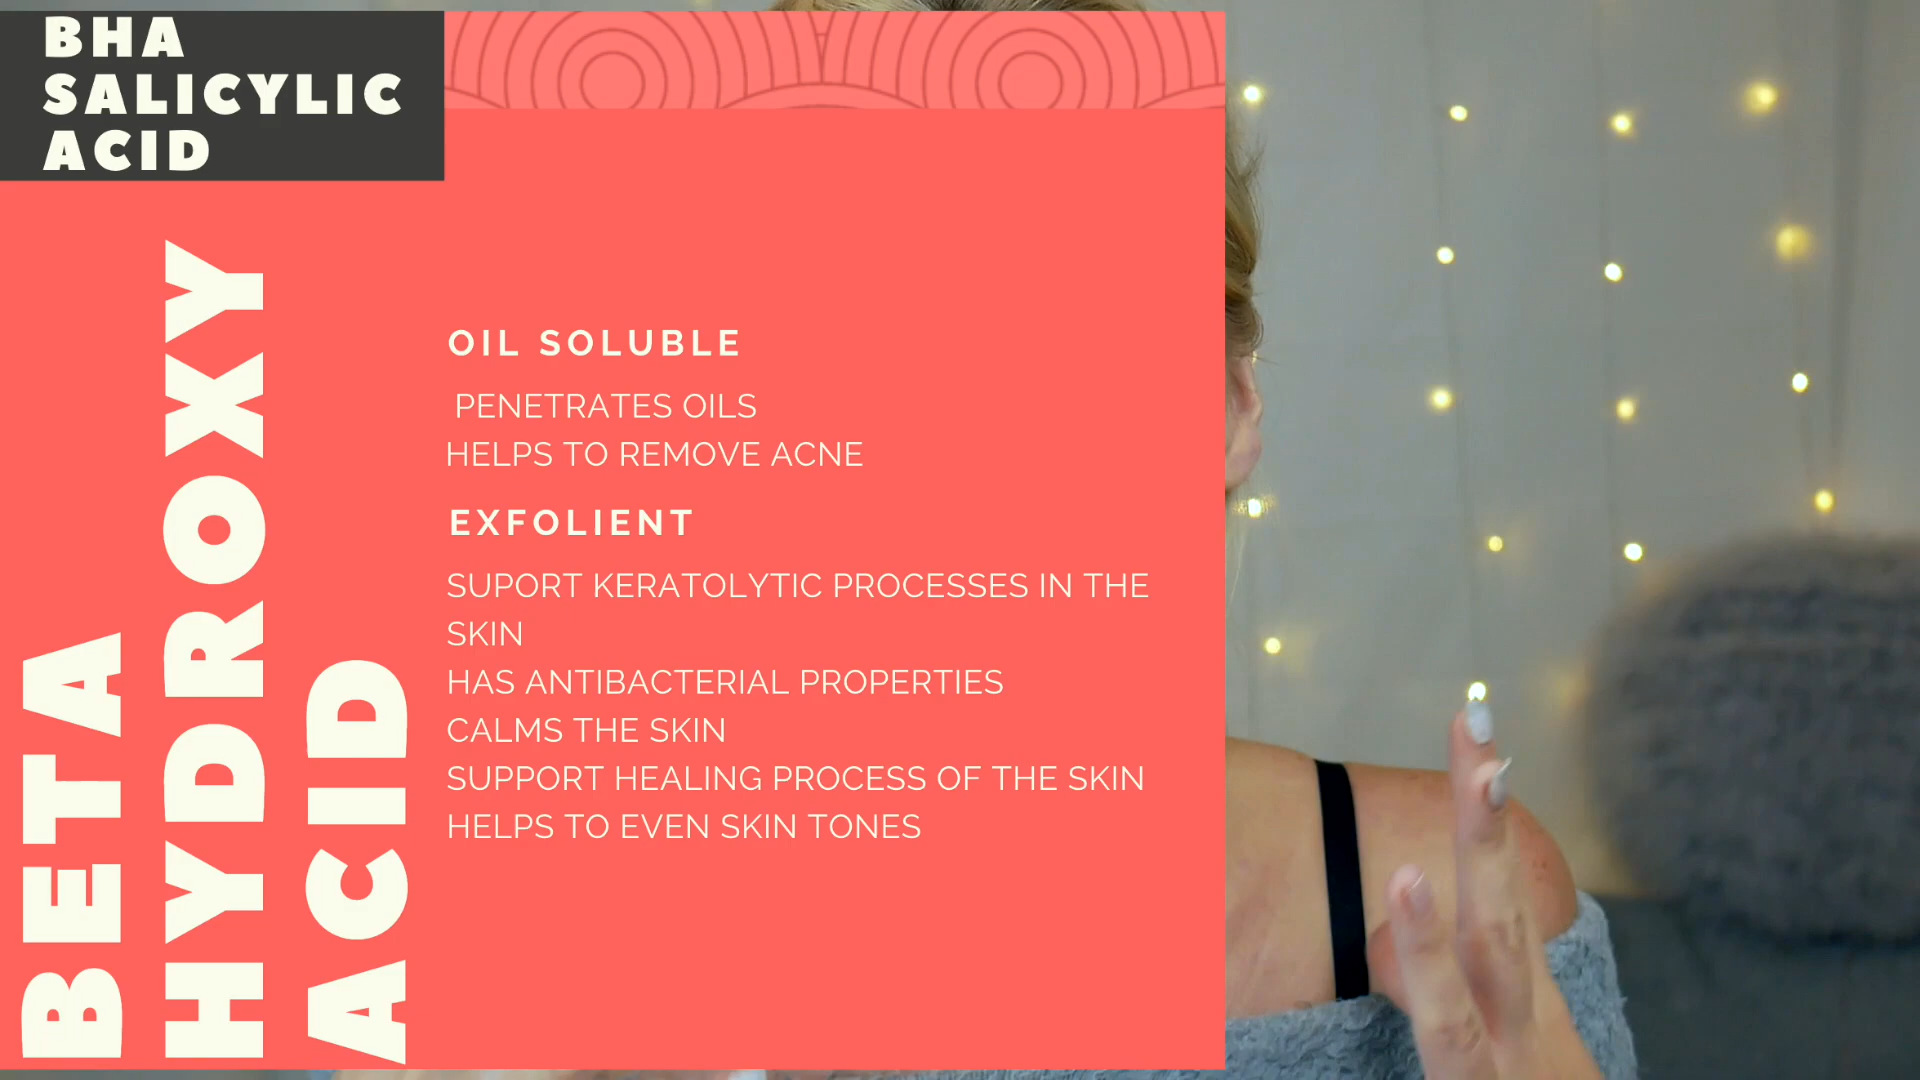 BHA
SALICYLIC
ACID
BETA
HYDROXY
ACID
OIL SOLUBLE
PENETRATES OILS
HELPS TO REMOVE ACNE
EXFOLIENT
SUPORT KERATOLYTIC PROCESSES IN THE
SKIN
HAS ANTIBACTERIAL PROPERTIES
CALMS THE SKIN
SUPPORT HEALING PROCESS OF THE SKIN
HELPS TO EVEN SKIN TONES